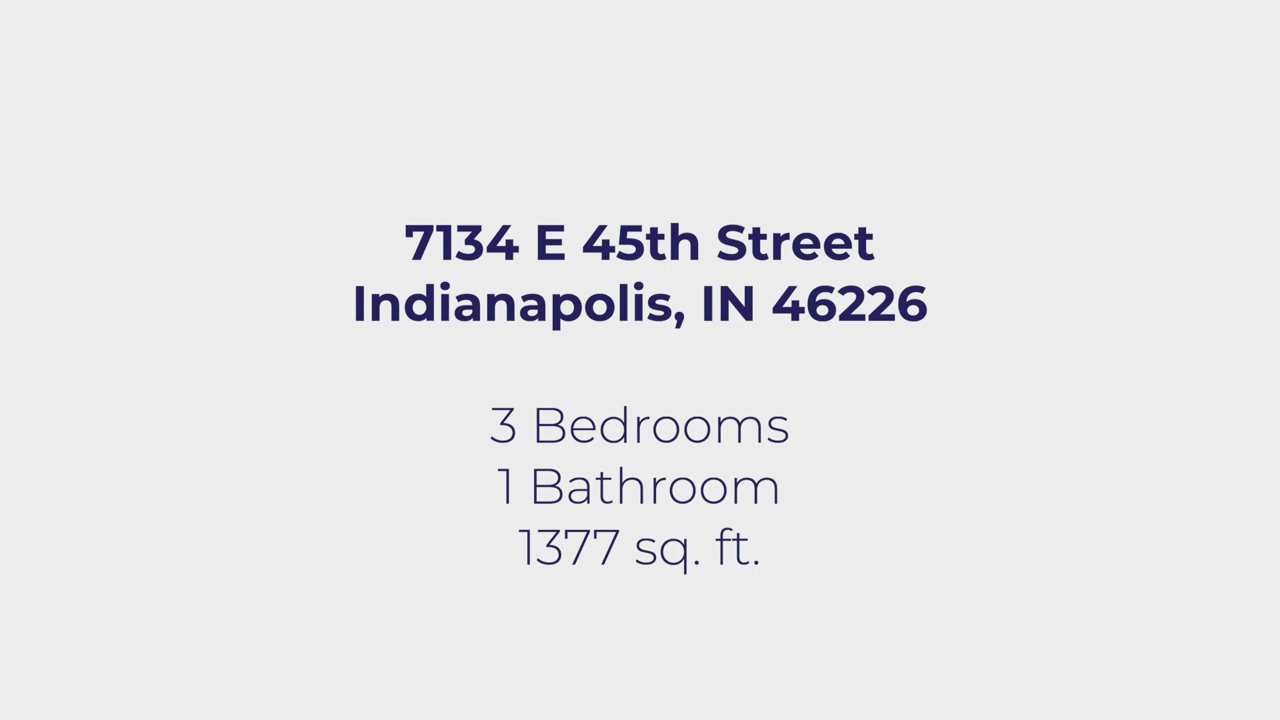 7134 E 45th Street
Indianapolis, IN 46226
3 Bedrooms
1 Bathroom
1377 sq. ft.